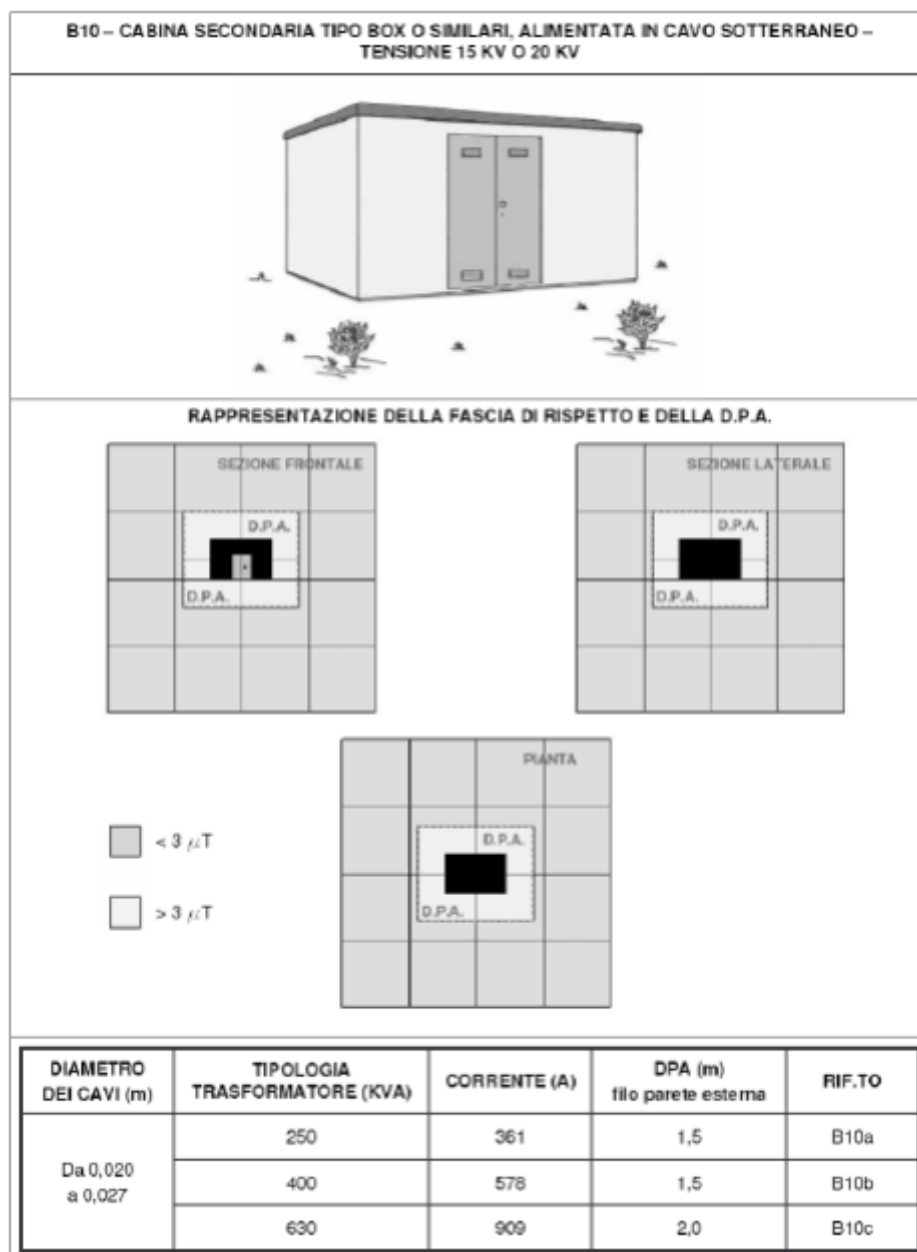 B10 – CABINA SECONDARIA TIPO BOX O SIMILARI, ALIMENTATA IN CAVO SOTTERRANEO –
TENSIONE 15 KV O 20 KV
RAPPRESENTAZIONE DELLA FASCIA DI RISPETTO E DELLA D.P.A.
SEZIONE FRONTALE
D.P.A.
D.P.A.
SEZIONE LATERALE
D.P.A.
D.P.A.
PIANTA
D.P.A.
D.P.A.
< 3 μT
> 3 μT
DIAMETRO
DEI CAVI (m)
TIPOLOGIA
TRASFORMATORE (KVA)
CORRENTE (A)
DPA (m)
filo parete esterna
RIF.TO
Da 0,020
a 0,027
250
361
1,5
B10a
400
578
1,5
B10b
630
909
2,0
B10c